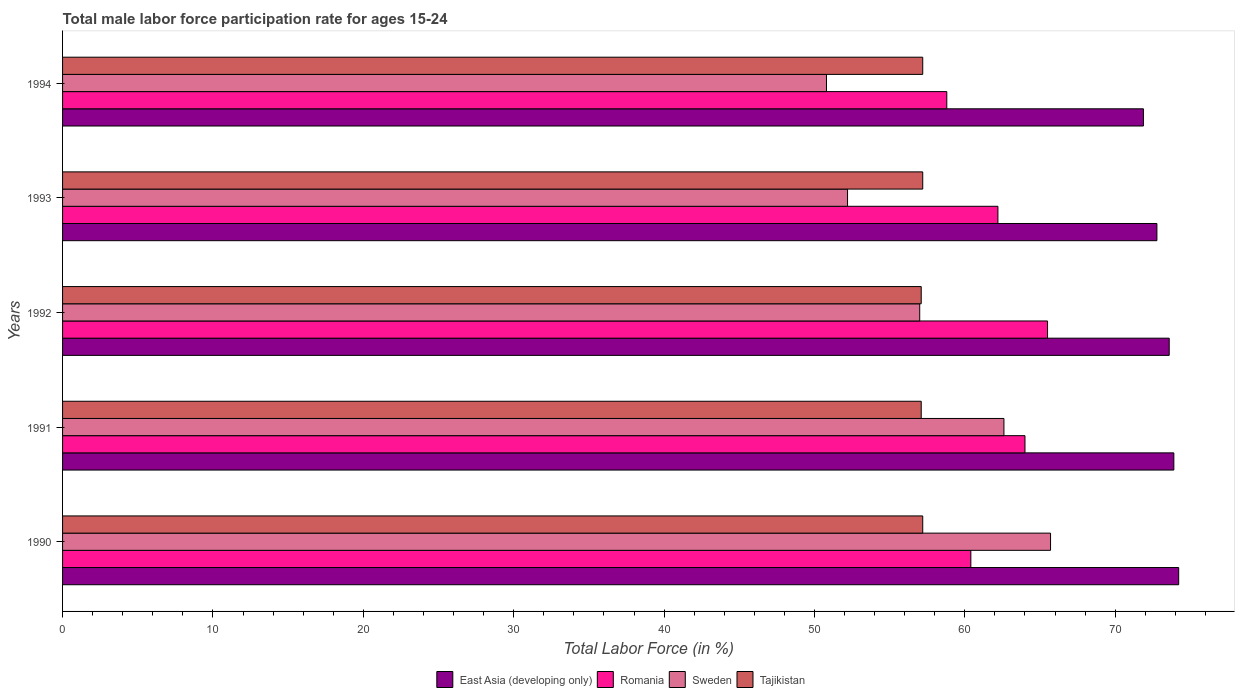 Total male labor force participation rate for ages 15-24
1994
1993
1992
1991
1990
Years
0
10
20
30
40
50
60
70
Total Labor Force (in %)
East Asia (developing only)
Romania
Sweden
Tajikistan